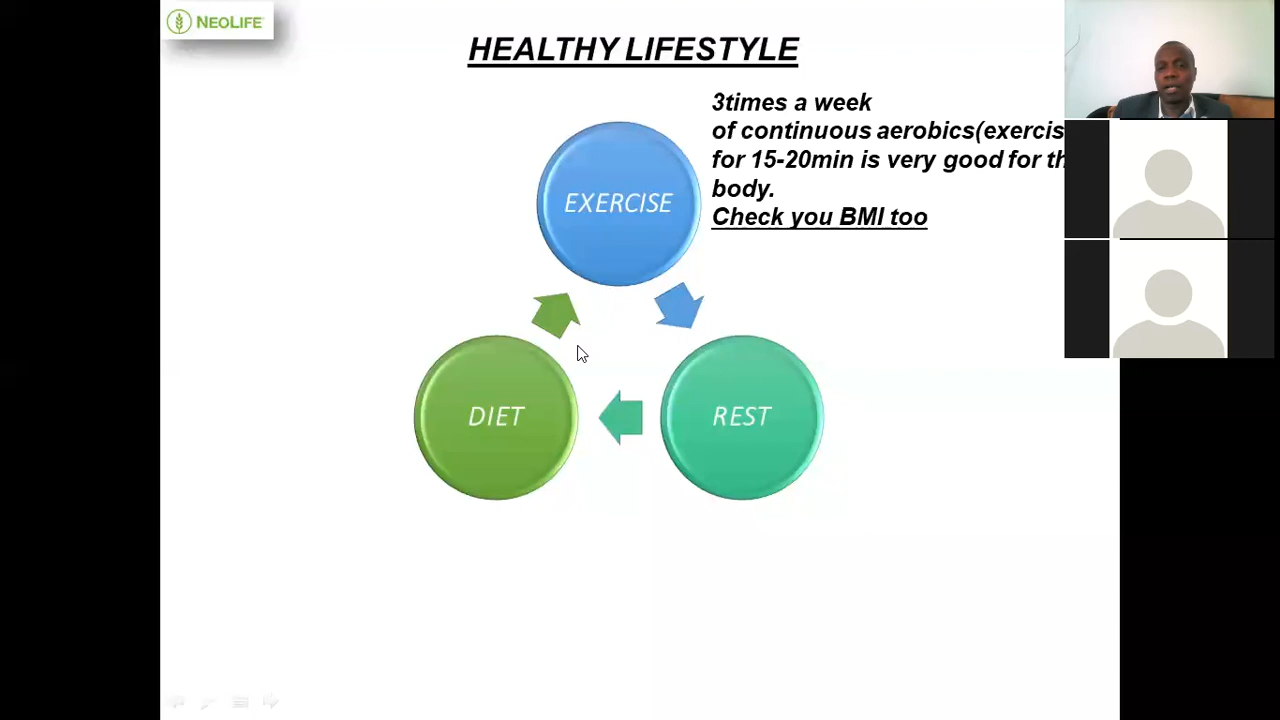 NEOLIFE
HEALTHY LIFESTYLE
3times a week
of continuous aerobics(exercis
for 15-20min is very good for th
body.
Check you BMI too
EXERCISE
DIET
REST